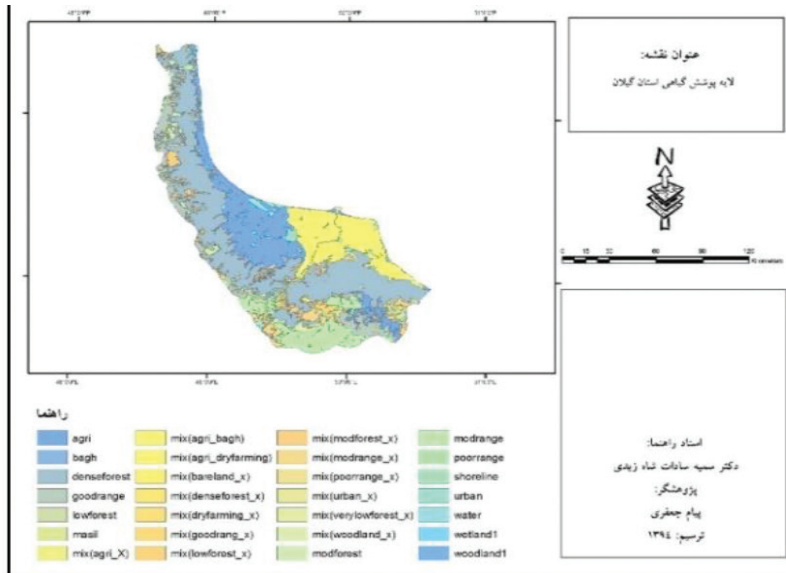 عنوان نقشه:
لایه پوشش گیاهی استان گیلان
N
راهنما
agri
bagh
denseforest
goodrange
lowforest
masil
mix(agri_X)
mix(agri_bagh)
mix(agri_dryfarming)
mix(bareland_x)
mix(denseforest_x)
mix(dryfarming_x)
mix(goodrang_x)
mix(lowforest_x)
mix(modforest_x)
mix(modrange_x)
mix(poorrange_x)
mix(urban_x)
mix(verylowforest_x)
mix(woodland_x)
modforest
modrange
poorrange
shoreline
urban
water
wetland1
woodland1
استاد راهنما:
دکتر سمیه سادات شاه زیدی
پژوهشگر:
پیام جعفری
ترسیم: ۱۳۹٤